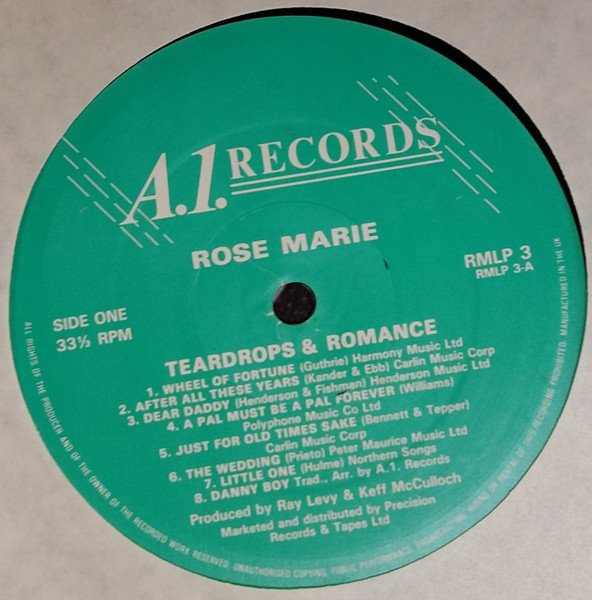 A.1. RECORDS
ROSE MARIE
RMLP 3
RMLP 3-A
SIDE ONE
33⅓ RPM
TEARDROPS & ROMANCE
1. WHEEL OF FORTUNE (Guthrie) Harmony Music Ltd
2. AFTER ALL THESE YEARS (Kander & Ebb) Carlin Music Corp
3. DEAR DADDY (Henderson & Fishman) Henderson Music Ltd
4. A PAL MUST BE A PAL FOREVER (Williams)
Polyphone Music Co Ltd
5. JUST FOR OLD TIMES SAKE (Bennett & Tepper)
Carlin Music Corp
6. THE WEDDING (Prieto) Peter Maurice Music Ltd
7. LITTLE ONE (Hulme) Northern Songs
8. DANNY BOY Trad., Arr. by A.1. Records
Produced by Ray Levy & Keff McCulloch
Marketed and distributed by Precision
Records & Tapes Ltd
ALL RIGHTS OF THE PRODUCER AND OF THE OWNER OF THE RECORDED WORK RESERVED. UNAUTHORISED COPYING, PUBLIC PERFORMANCE, BROADCASTING, HIRING OR RENTAL OF THIS RECORDING PROHIBITED. MANUFACTURED IN THE UK